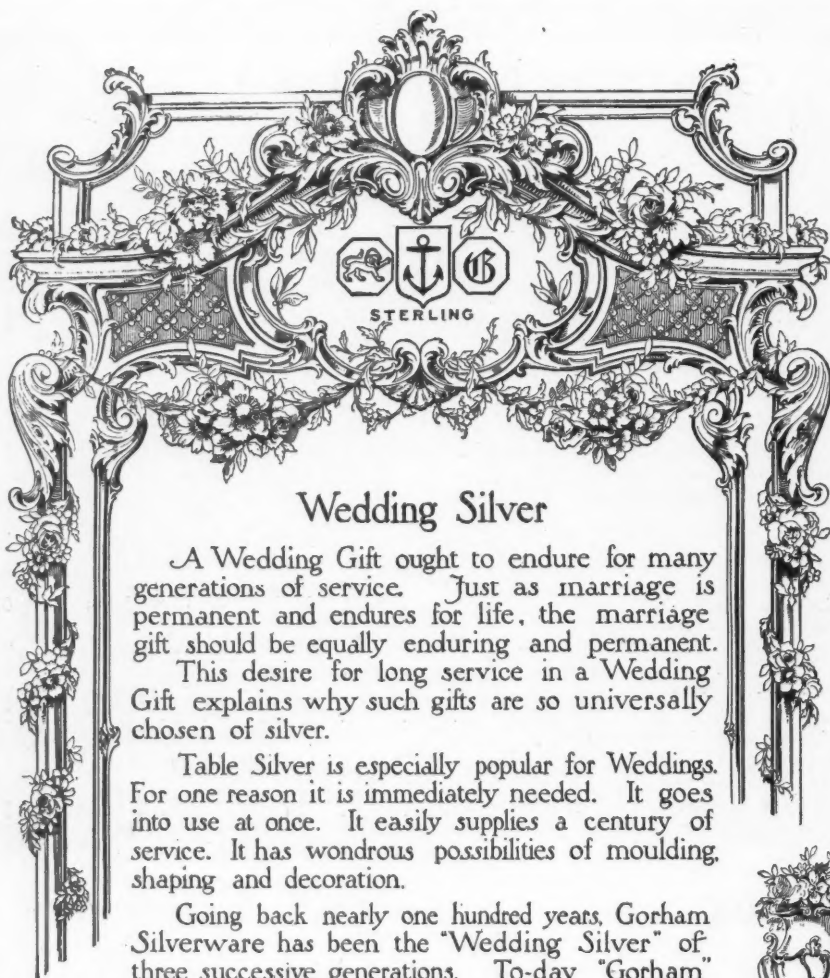 G
STERLING
Wedding Silver
A Wedding Gift ought to endure for many
generations of service. Just as marriage is
permanent and endures for life, the marriage
gift should be equally enduring and permanent.
This desire for long service in a Wedding
Gift explains why such gifts are so universally
chosen of silver.
Table Silver is especially popular for Weddings.
For one reason it is immediately needed. It goes
into use at once. It easily supplies a century of
service. It has wondrous possibilities of moulding,
shaping and decoration.
Going back nearly one hundred years, Gorham
Silverware has been the "Wedding Silver" of
three successive generations. To-day "Gorham"